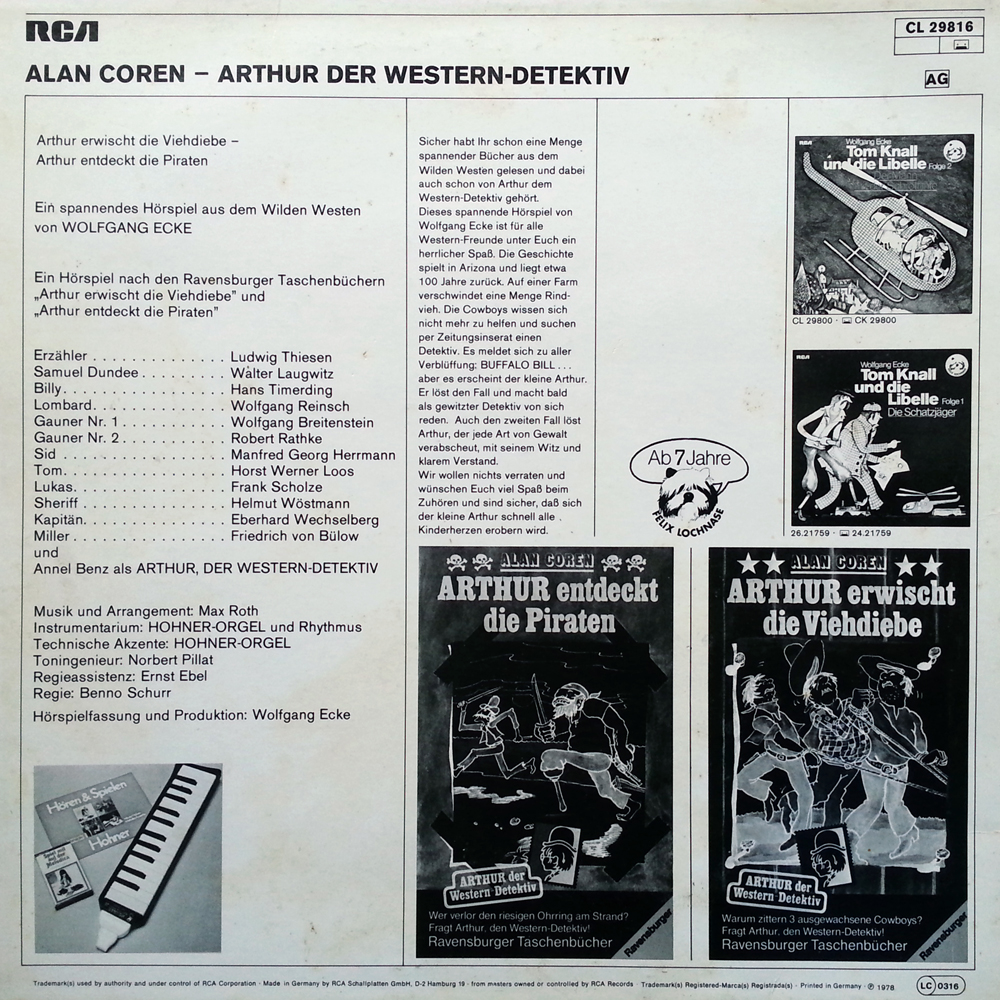 RCA
CL 29816
ALAN COREN – ARTHUR DER WESTERN-DETEKTIV
AG
Arthur erwischt die Viehdiebe –
Arthur entdeckt die Piraten
Ein spannendes Hörspiel aus dem Wilden Westen
von WOLFGANG ECKE
Ein Hörspiel nach den Ravensburger Taschenbüchern
„Arthur erwischt die Viehdiebe” und
„Arthur entdeckt die Piraten”
Erzähler . . . . . . . . . . . . . . Ludwig Thiesen
Samuel Dundee . . . . . . . . . Walter Laugwitz
Billy. . . . . . . . . . . . . . . . . . Hans Timerding
Lombard. . . . . . . . . . . . . . Wolfgang Reinsch
Gauner Nr. 1 . . . . . . . . . . . Wolfgang Breitenstein
Gauner Nr. 2 . . . . . . . . . . . Robert Rathke
Sid . . . . . . . . . . . . . . . . . . Manfred Georg Herrmann
Tom. . . . . . . . . . . . . . . . . . Horst Werner Loos
Lukas. . . . . . . . . . . . . . . . Frank Scholze
Sheriff . . . . . . . . . . . . . . . Helmut Wöstmann
Kapitän. . . . . . . . . . . . . . . Eberhard Wechselberg
Miller . . . . . . . . . . . . . . . . Friedrich von Bülow
und
Annel Benz als ARTHUR, DER WESTERN-DETEKTIV
Musik und Arrangement: Max Roth
Instrumentarium: HOHNER-ORGEL und Rhythmus
Technische Akzente: HOHNER-ORGEL
Toningenieur: Norbert Pillat
Regieassistenz: Ernst Ebel
Regie: Benno Schurr
Hörspielfassung und Produktion: Wolfgang Ecke
Hören & Spielen
Hohner
Sicher habt Ihr schon eine Menge
spannender Bücher aus dem
Wilden Westen gelesen und dabei
auch schon von Arthur dem
Western-Detektiv gehört.
Dieses spannende Hörspiel von
Wolfgang Ecke ist für alle
Western-Freunde unter Euch ein
herrlicher Spaß. Die Geschichte
spielt in Arizona und liegt etwa
100 Jahre zurück. Auf einer Farm
verschwindet eine Menge Rind-
vieh. Die Cowboys wissen sich
nicht mehr zu helfen und suchen
per Zeitungsinserat einen
Detektiv. Es meldet sich zu aller
Verblüffung: BUFFALO BILL . . .
aber es erscheint der kleine Arthur.
Er löst den Fall und macht bald
als gewitzter Detektiv von sich
reden. Auch den zweiten Fall löst
Arthur, der jede Art von Gewalt
verabscheut, mit seinem Witz und
klarem Verstand.
Wir wollen nichts verraten und
wünschen Euch viel Spaß beim
Zuhören und sind sicher, daß sich
der kleine Arthur schnell alle
Kinderherzen erobern wird.
Ab 7 Jahre
FELIX LOCHNASE
RCA
Wolfgang Ecke
Tom Knall
und die Libelle Folge 2
CL 29800 · CK 29800
RCA
Wolfgang Ecke
Tom Knall
und die
Libelle Folge 1
Die Schatzjäger
26.21759 · 24.21759
ALAN COREN
ARTHUR entdeckt
die Piraten
ARTHUR der
Western-Detektiv
Wer verlor den riesigen Ohrring am Strand?
Fragt Arthur, den Western-Detektiv!
Ravensburger Taschenbücher
Ravensburger
ALAN COREN
ARTHUR erwischt
die Viehdiebe
ARTHUR der
Western-Detektiv
Warum zittern 3 ausgewachsene Cowboys?
Fragt Arthur, den Western-Detektiv!
Ravensburger Taschenbücher
Ravensburger
Trademark(s) used by authority and under control of RCA Corporation · Made in Germany by RCA Schallplatten GmbH, D-2 Hamburg 19 · from masters owned or controlled by RCA Records · Trademark(s) Registered-Marca(s) Registrada(s) · Printed in Germany · ℗ 1978
LC 0316